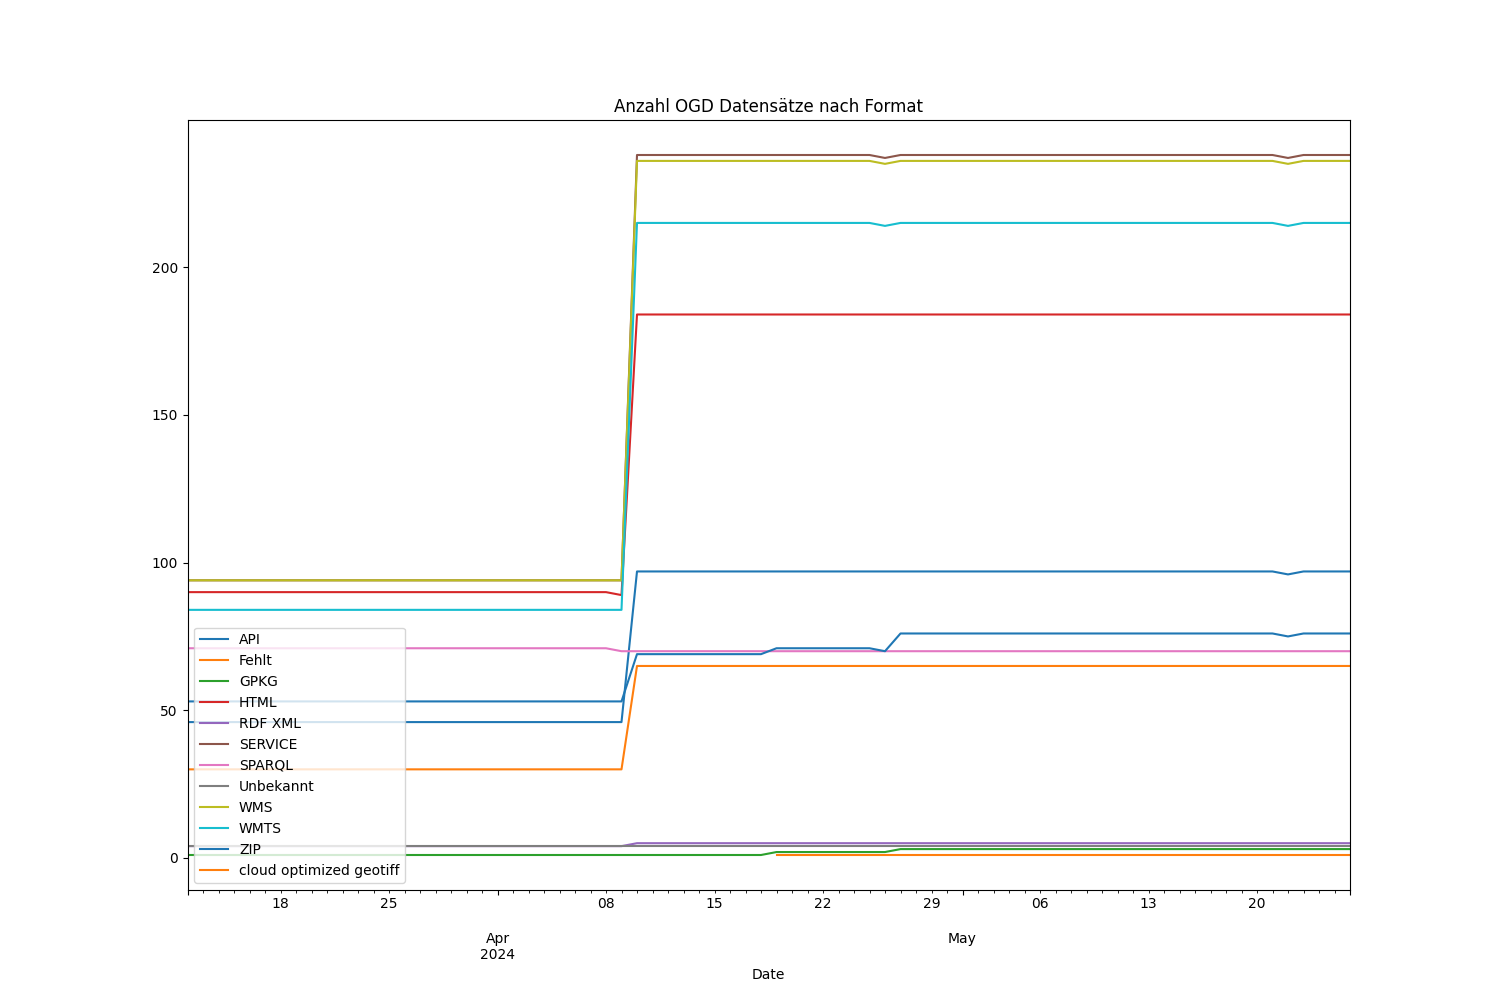 Anzahl OGD Datensätze nach Format
200
150
100
50
0
API
Fehlt
GPKG
HTML
RDF XML
SERVICE
SPARQL
Unbekannt
WMS
WMTS
ZIP
cloud optimized geotiff
18 25 08 15 22 29 06 13 20
Apr May
2024
Date